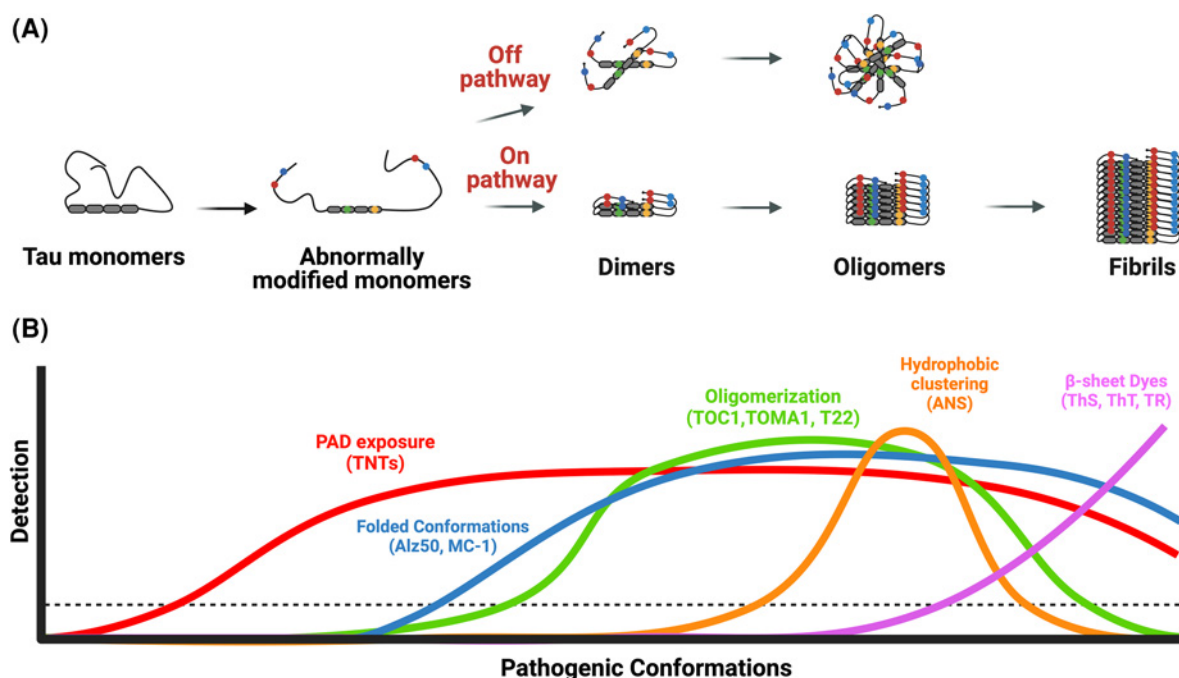 (A)
Off
pathway
On
pathway
Tau monomers
Abnormally
modified monomers
Dimers
Oligomers
Fibrils
(B)
Detection
PAD exposure
(TNTs)
Folded Conformations
(Alz50, MC-1)
Oligomerization
(TOC1,TOMA1, T22)
Hydrophobic
clustering
(ANS)
β-sheet Dyes
(ThS, ThT, TR)
Pathogenic Conformations